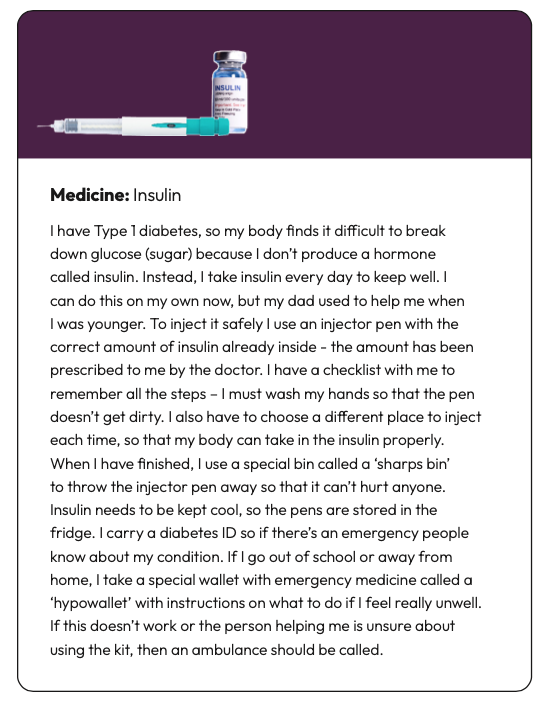 INSULIN
Medicine: Insulin
I have Type 1 diabetes, so my body finds it difficult to break
down glucose (sugar) because I don’t produce a hormone
called insulin. Instead, I take insulin every day to keep well. I
can do this on my own now, but my dad used to help me when
I was younger. To inject it safely I use an injector pen with the
correct amount of insulin already inside - the amount has been
prescribed to me by the doctor. I have a checklist with me to
remember all the steps – I must wash my hands so that the pen
doesn’t get dirty. I also have to choose a different place to inject
each time, so that my body can take in the insulin properly.
When I have finished, I use a special bin called a ‘sharps bin’
to throw the injector pen away so that it can’t hurt anyone.
Insulin needs to be kept cool, so the pens are stored in the
fridge. I carry a diabetes ID so if there’s an emergency people
know about my condition. If I go out of school or away from
home, I take a special wallet with emergency medicine called a
‘hypowallet’ with instructions on what to do if I feel really unwell.
If this doesn’t work or the person helping me is unsure about
using the kit, then an ambulance should be called.